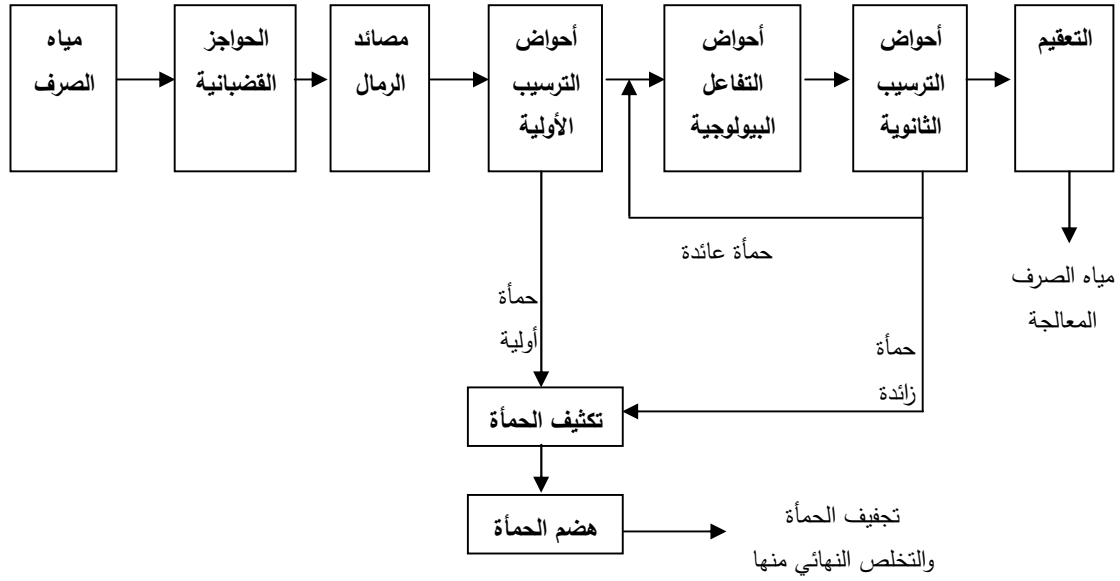 مياه
الصرف
الحواجز
القضبانية
مصائد
الرمال
أحواض
الترسيب
الأولية
أحواض
التفاعل
البيولوجية
أحواض
الترسيب
الثانوية
التعقيم
حمأة عائدة
مياه الصرف
المعالجة
حمأة
أولية
حمأة
زائدة
تكثيف الحمأة
هضم الحمأة
تجفيف الحمأة
والتخلص النهائي منها